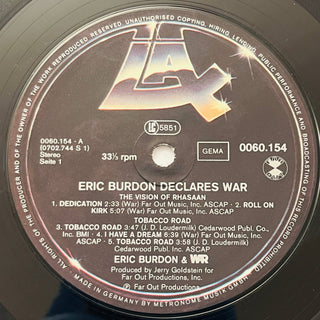 LAX
0060.154 - A
(0702.744 S 1)
Stereo
Seite 1
33⅓ rpm
LC 5851
GEMA
0060.154
ERIC BURDON DECLARES WAR
THE VISION OF RHASAAN
1. DEDICATION 2:33 (War) Far Out Music, Inc. ASCAP · 2. ROLL ON
KIRK 5:07 (War) Far Out Music, Inc. ASCAP
TOBACCO ROAD
3. TOBACCO ROAD 3:47 (J. D. Loudermilk) Cedarwood Publ. Co.,
Inc. BMI · 4. I HAVE A DREAM 6:39 (War) Far Out Music, Inc.
ASCAP · 5. TOBACCO ROAD 3:58 (J. D. Loudermilk)
Cedarwood Publ. Inc. ASCAP
ERIC BURDON & WAR
Produced by Jerry Goldstein for
Far Out Productions, Inc.
℗ Far Out Productions
ALL RIGHTS OF THE PRODUCER AND OF THE OWNER OF THE WORK REPRODUCED RESERVED. UNAUTHORISED COPYING, HIRING, LENDING, PUBLIC PERFORMANCE AND BROADCASTING OF THIS RECORD PROHIBITED.
MADE IN GERMANY BY METRONOME MUSIK GMBH